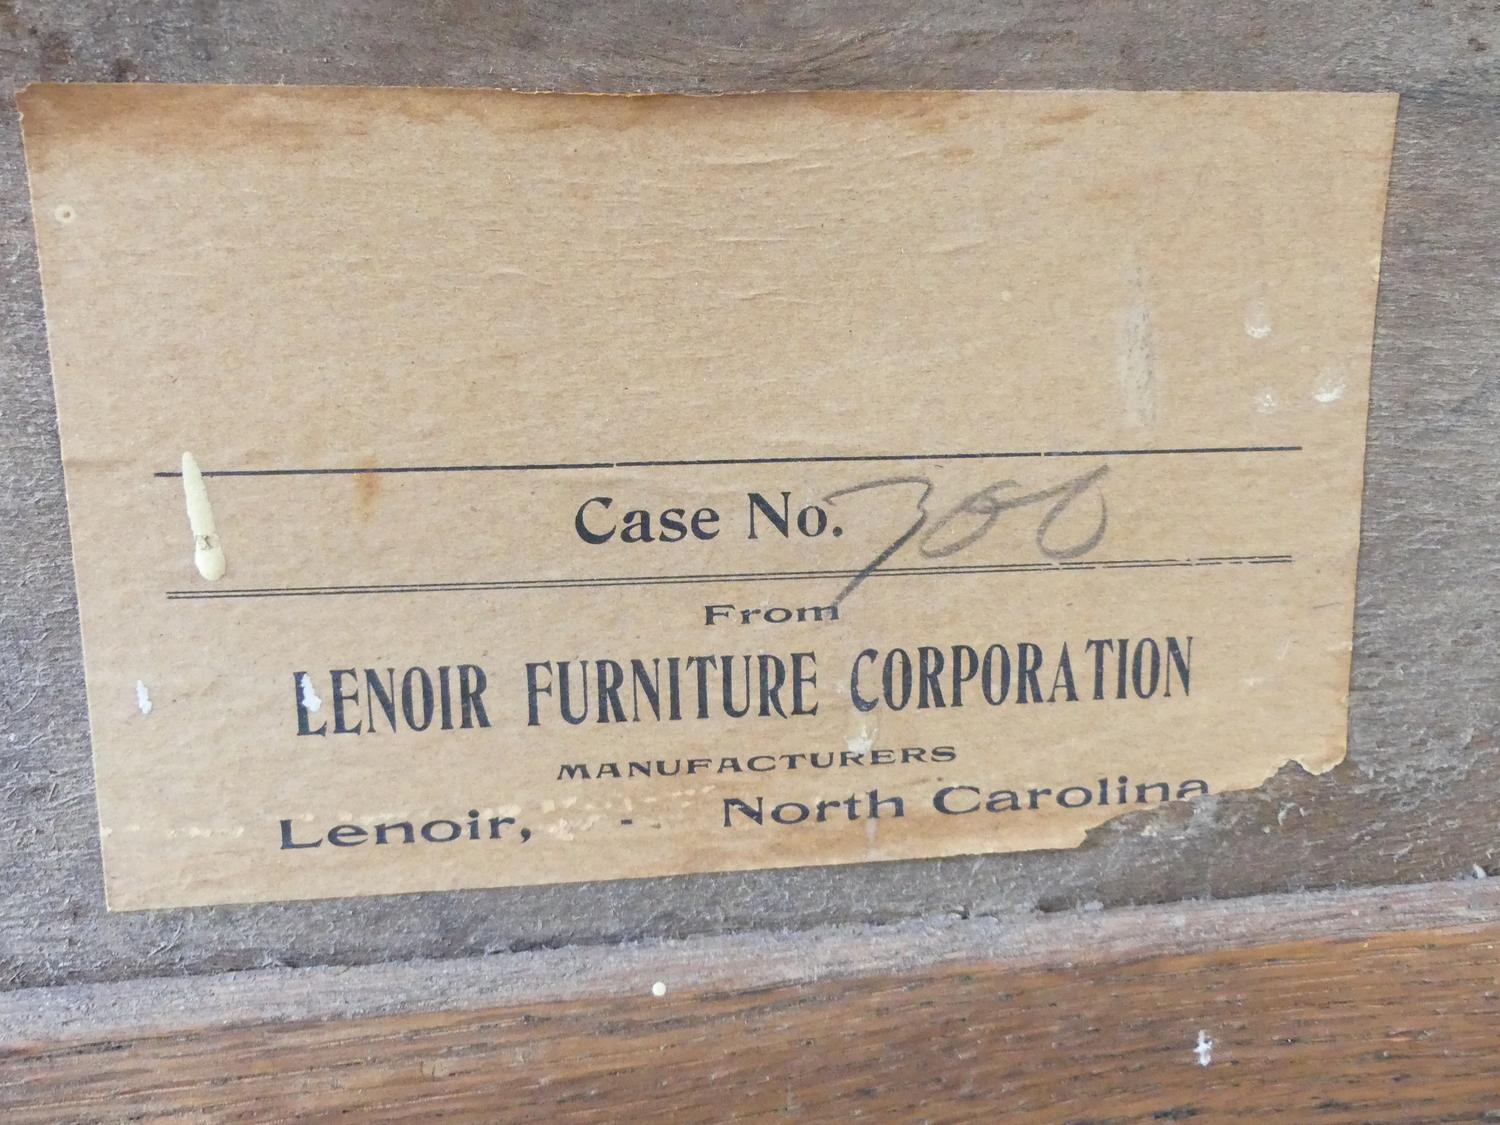 Case No. 700
From
LENOIR FURNITURE CORPORATION
MANUFACTURERS
Lenoir, - North Carolina